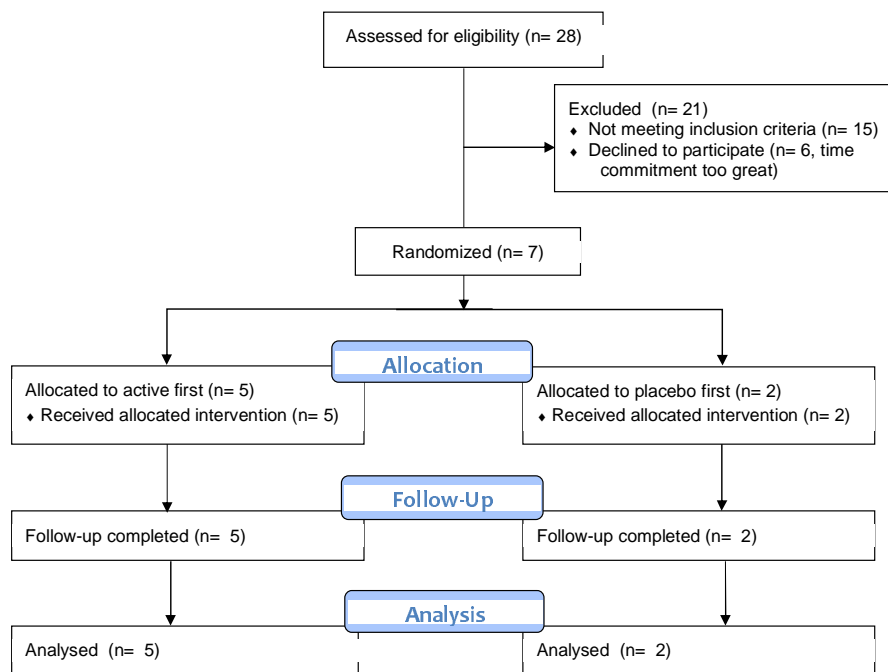 Assessed for eligibility (n= 28)
Excluded (n= 21)
♦ Not meeting inclusion criteria (n= 15)
♦ Declined to participate (n= 6, time
commitment too great)
Randomized (n= 7)
Allocation
Allocated to active first (n= 5)
♦ Received allocated intervention (n= 5)
Allocated to placebo first (n= 2)
♦ Received allocated intervention (n= 2)
Follow-Up
Follow-up completed (n= 5)
Follow-up completed (n= 2)
Analysis
Analysed (n= 5)
Analysed (n= 2)